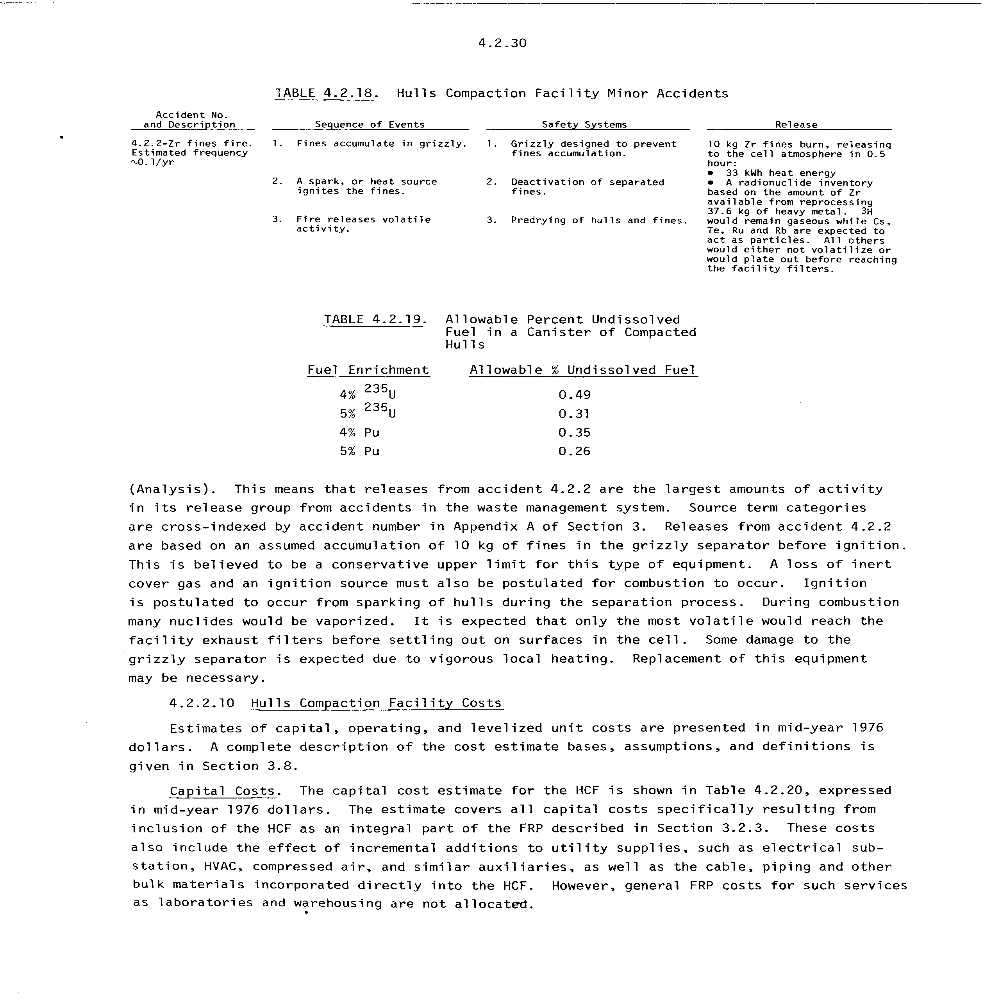 4.2.30
TABLE 4.2.18. Hulls Compaction Facility Minor Accidents
Accident No.
and Description Sequence of Events Safety Systems Release
4.2.2-Zr fines fire.
Estimated frequency
~0.1/yr
1. Fines accumulate in grizzly.
2. A spark, or heat source
ignites the fines.
3. Fire releases volatile
activity.
1. Grizzly designed to prevent
fines accumulation.
2. Deactivation of separated
fines.
3. Predrying of hulls and fines.
10 kg Zr fines burn, releasing
to the cell atmosphere in 0.5
hour:
• 33 kWh heat energy
• A radionuclide inventory
based on the amount of Zr
available from reprocessing
37.6 kg of heavy metal. 3H
would remain gaseous while Cs,
Te, Ru and Rb are expected to
act as particles. All others
would either not volatilize or
would plate out before reaching
the facility filters.
TABLE 4.2.19. Allowable Percent Undissolved
Fuel in a Canister of Compacted
Hulls
Fuel Enrichment Allowable % Undissolved Fuel
4% 235U 0.49
5% 235U 0.31
4% Pu 0.35
5% Pu 0.26
(Analysis). This means that releases from accident 4.2.2 are the largest amounts of activity
in its release group from accidents in the waste management system. Source term categories
are cross-indexed by accident number in Appendix A of Section 3. Releases from accident 4.2.2
are based on an assumed accumulation of 10 kg of fines in the grizzly separator before ignition.
This is believed to be a conservative upper limit for this type of equipment. A loss of inert
cover gas and an ignition source must also be postulated for combustion to occur. Ignition
is postulated to occur from sparking of hulls during the separation process. During combustion
many nuclides would be vaporized. It is expected that only the most volatile would reach the
facility exhaust filters before settling out on surfaces in the cell. Some damage to the
grizzly separator is expected due to vigorous local heating. Replacement of this equipment
may be necessary.
4.2.2.10 Hulls Compaction Facility Costs
Estimates of capital, operating, and levelized unit costs are presented in mid-year 1976
dollars. A complete description of the cost estimate bases, assumptions, and definitions is
given in Section 3.8.
Capital Costs. The capital cost estimate for the HCF is shown in Table 4.2.20, expressed
in mid-year 1976 dollars. The estimate covers all capital costs specifically resulting from
inclusion of the HCF as an integral part of the FRP described in Section 3.2.3. These costs
also include the effect of incremental additions to utility supplies, such as electrical sub-
station, HVAC, compressed air, and similar auxiliaries, as well as the cable, piping and other
bulk materials incorporated directly into the HCF. However, general FRP costs for such services
as laboratories and warehousing are not allocated.